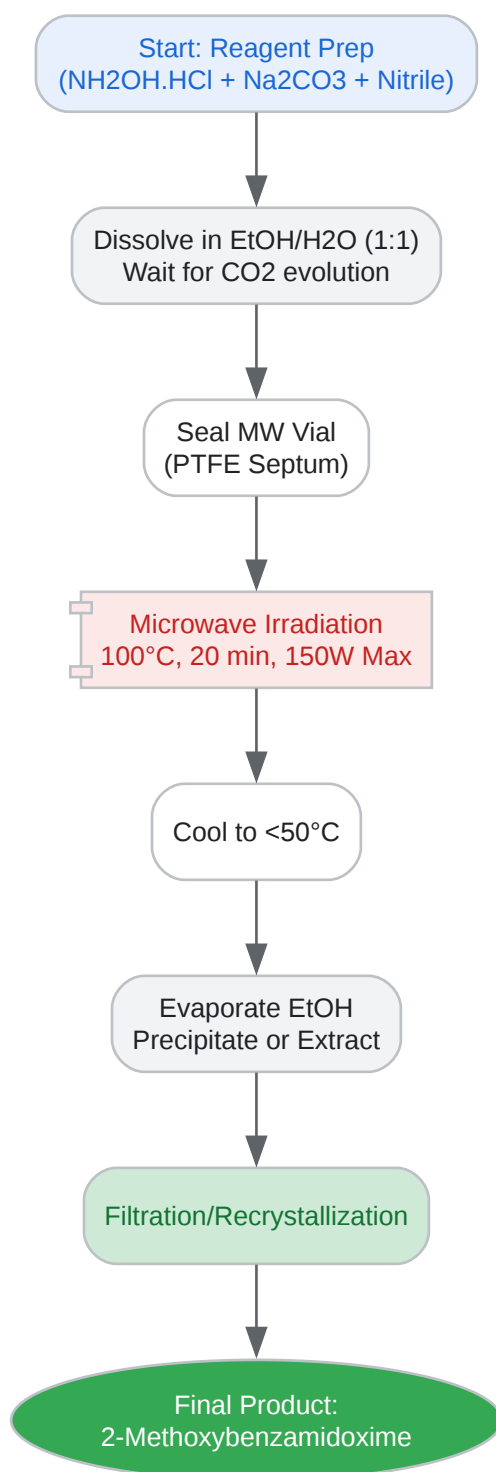 Start: Reagent Prep
(NH2OH.HCl + Na2CO3 + Nitrile)
Dissolve in EtOH/H2O (1:1)
Wait for CO2 evolution
Seal MW Vial
(PTFE Septum)
Microwave Irradiation
100°C, 20 min, 150W Max
Cool to <50°C
Evaporate EtOH
Precipitate or Extract
Filtration/Recrystallization
Final Product:
2-Methoxybenzamidoxime